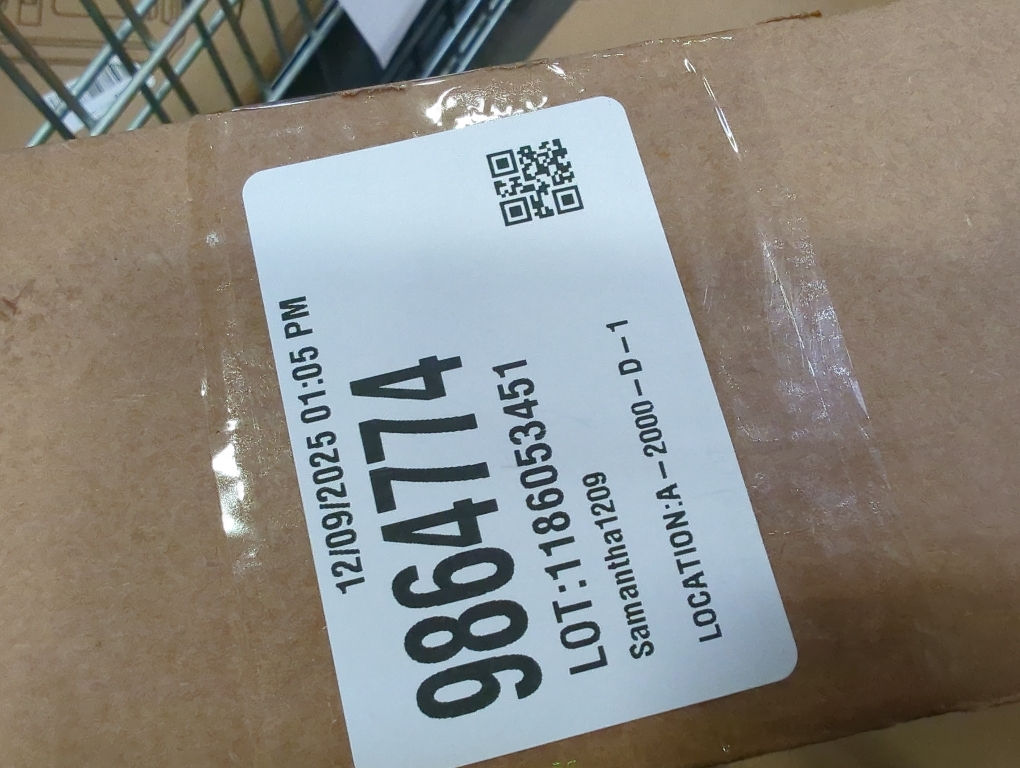 12/09/2025 01:05 PM
9864774
LOT:1186053451
Samantha1209
LOCATION:A-2000-D-1